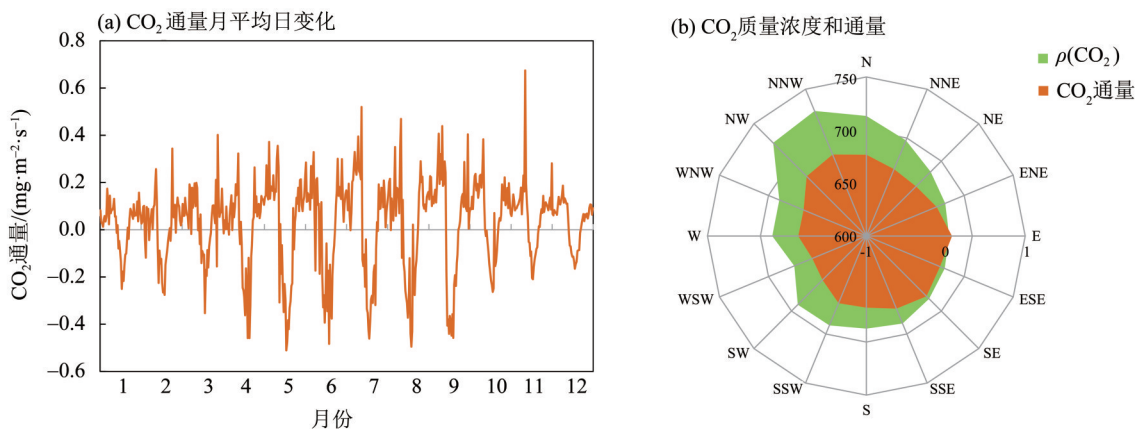 (a) CO₂ 通量月平均日变化
0.8
0.6
0.4
0.2
0.0
–0.2
–0.4
–0.6
CO₂通量/(mg·m⁻²·s⁻¹)
1 2 3 4 5 6 7 8 9 10 11 12
月份
(b) CO₂质量浓度和通量
ρ(CO₂)
CO₂通量
N
NNE
NE
ENE
E
ESE
SE
SSE
S
SSW
SW
WSW
W
WNW
NW
NNW
750
700
650
600
-1 0 1